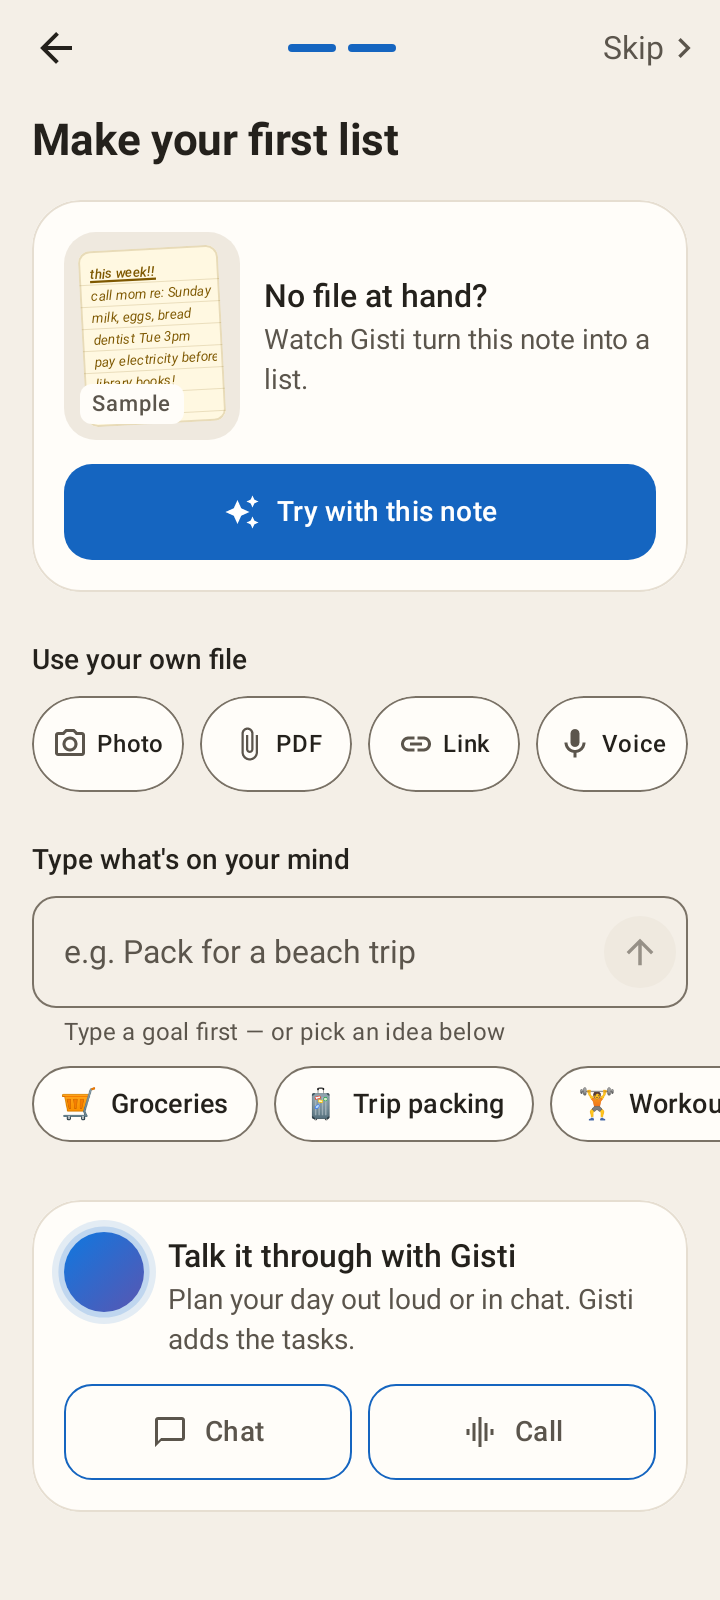 Skip
Make your first list
this week!!
call mom re: Sunday
milk, eggs, bread
dentist Tue 3pm
pay electricity before
library books!
Sample
No file at hand?
Watch Gisti turn this note into a
list.
Try with this note
Use your own file
Photo
PDF
Link
Voice
Type what's on your mind
e.g. Pack for a beach trip
Type a goal first — or pick an idea below
Groceries
Trip packing
Workou
Talk it through with Gisti
Plan your day out loud or in chat. Gisti
adds the tasks.
Chat
Call